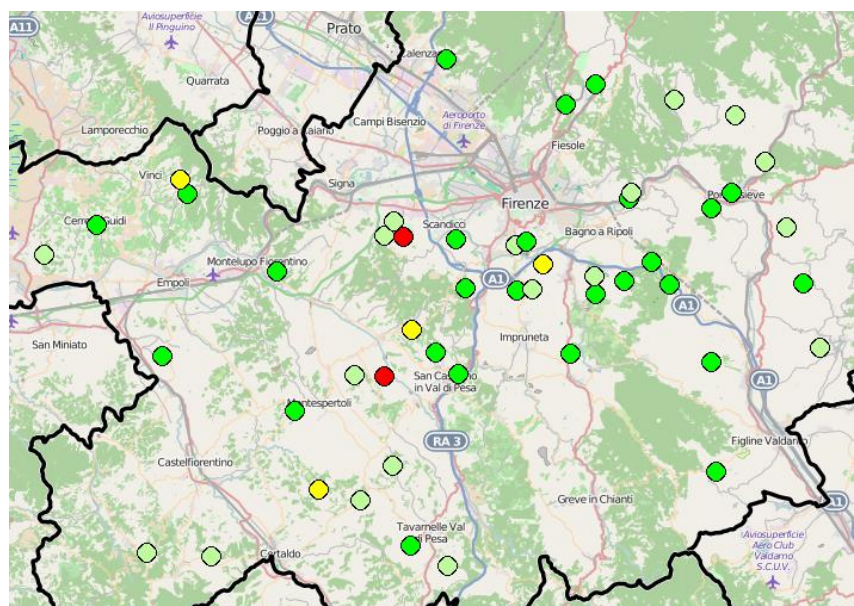 A11
Aviosuperficie
Il Pinguino
A1
Prato
Calenzano
Quarrata
Campi Bisenzio
Aeroporto
di Firenze
Lamporecchio
Poggio a Caiano
Fiesole
Vinci
Signa
Firenze
Scandicci
Bagno a Ripoli
Montelupo Fiorentino
Empoli
A1
A1
San Miniato
Impruneta
San Casciano
in Val di Pesa
A1
Montespertoli
RA 3
Figline Valdarno
Castelfiorentino
Greve in Chianti
A1
Tavarnelle Val
di Pesa
Certaldo
Aviosuperficie
Aero Club
Valdarno
S.C.U.V.